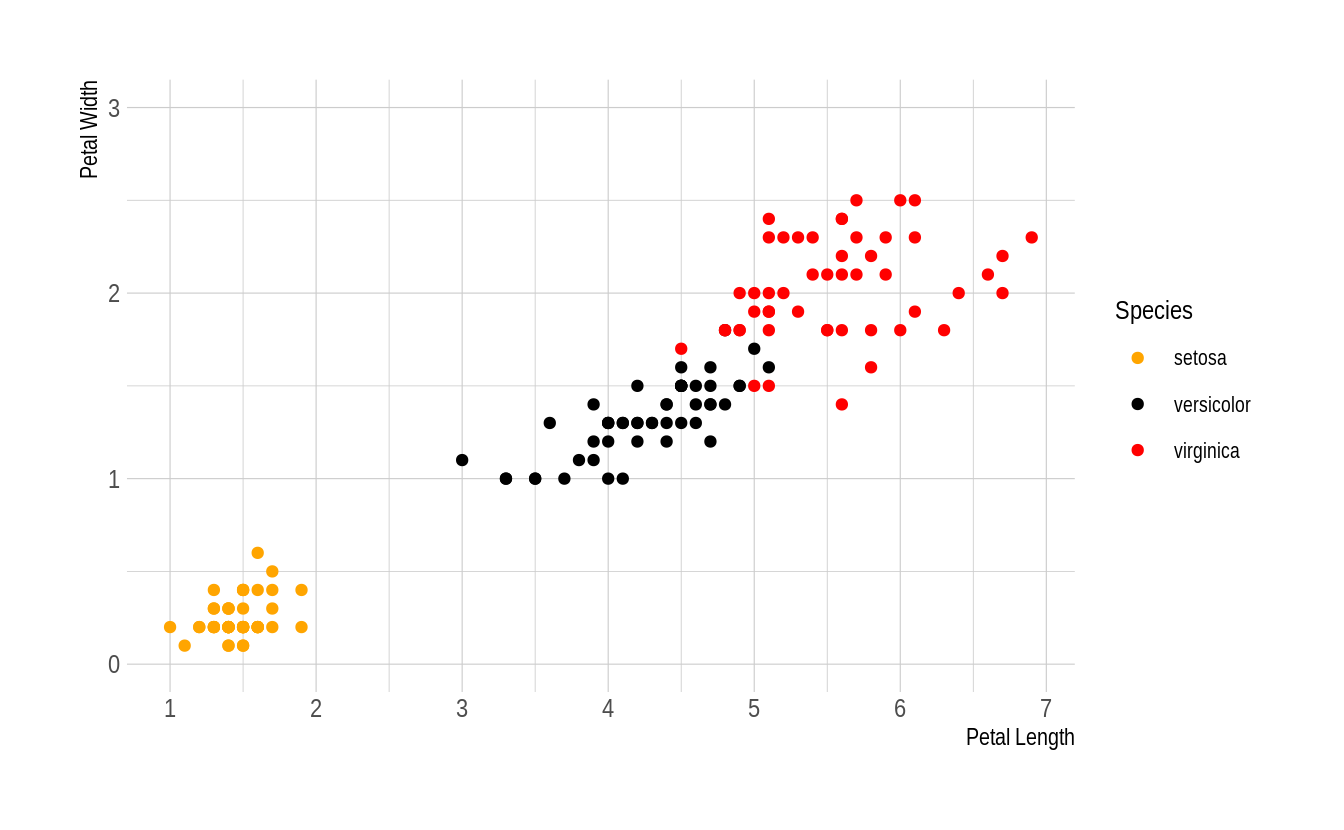 Petal Width
3
2
1
0
1 2 3 4 5 6 7
Petal Length
Species
setosa
versicolor
virginica